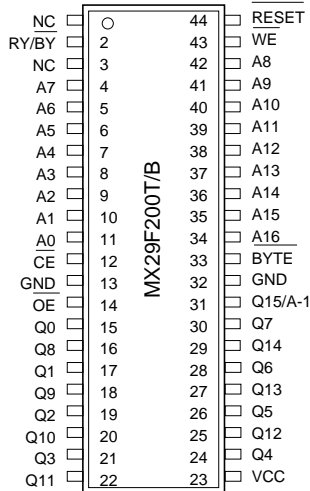 NC 1 44 RESET
RY/BY 2 43 WE
NC 3 42 A8
A7 4 41 A9
A6 5 40 A10
A5 6 39 A11
A4 7 38 A12
A3 8 37 A13
A2 9 36 A14
A1 10 35 A15
A0 11 34 A16
CE 12 33 BYTE
GND 13 32 GND
OE 14 31 Q15/A-1
Q0 15 30 Q7
Q8 16 29 Q14
Q1 17 28 Q6
Q9 18 27 Q13
Q2 19 26 Q5
Q10 20 25 Q12
Q3 21 24 Q4
Q11 22 23 VCC
MX29F200T/B